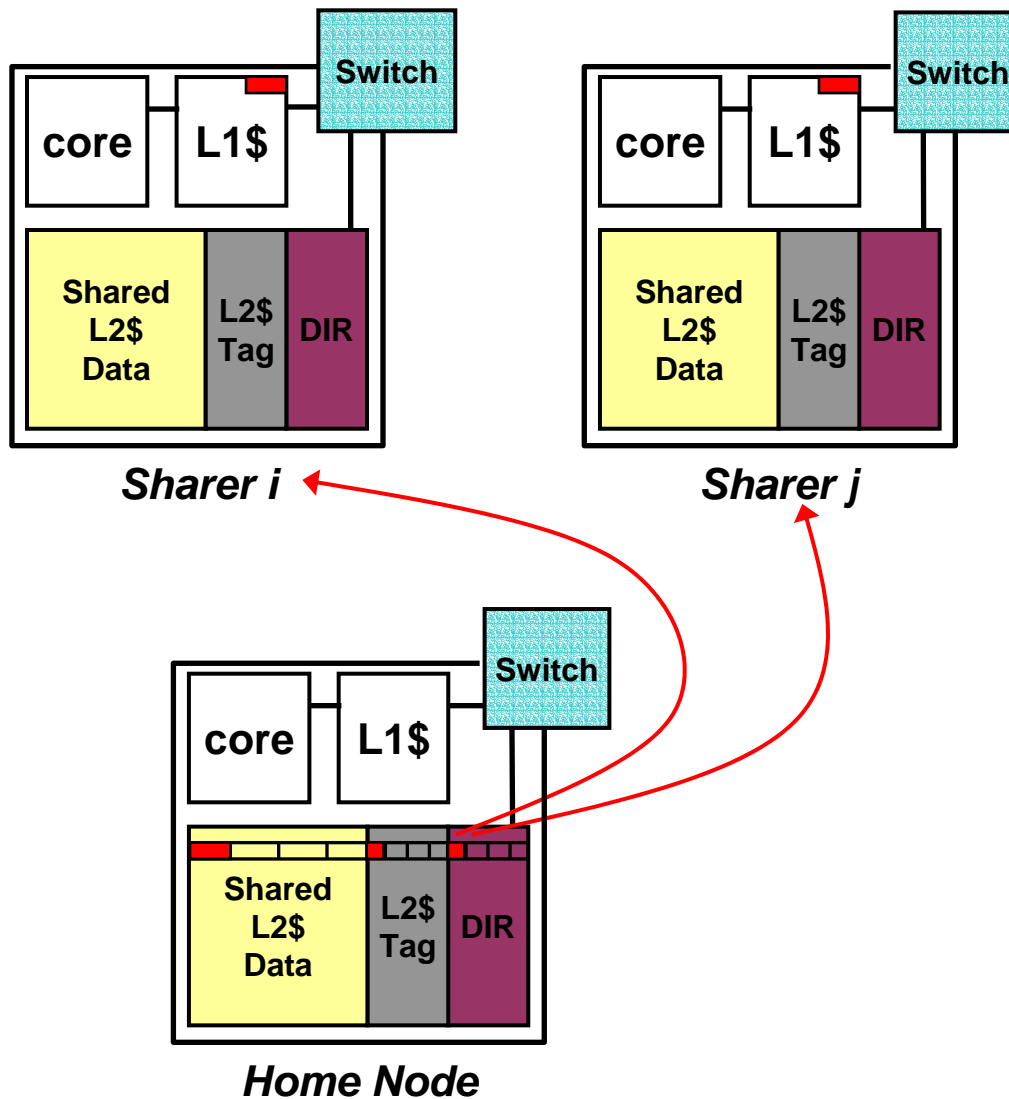 Switch
core
L1$
Shared
L2$
Data
L2$
Tag
DIR
Sharer i
Switch
core
L1$
Shared
L2$
Data
L2$
Tag
DIR
Sharer j
Switch
core
L1$
Shared
L2$
Data
L2$
Tag
DIR
Home Node